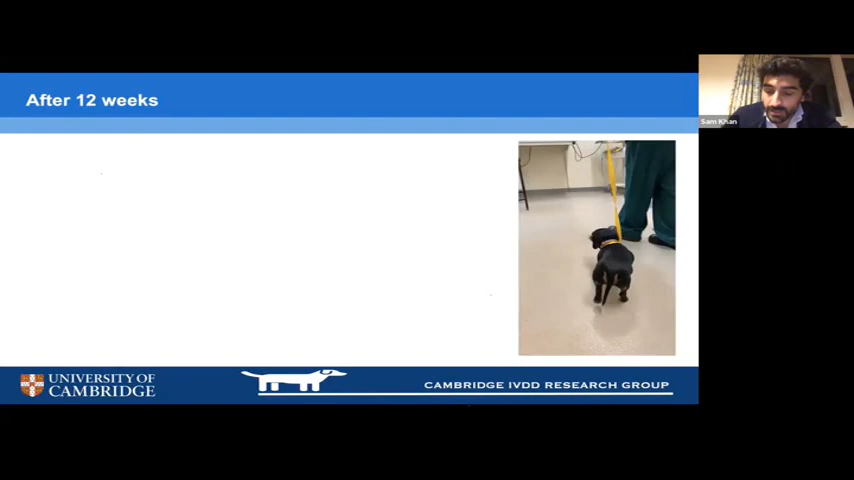 After 12 weeks
Sam Khan
UNIVERSITY OF
CAMBRIDGE
CAMBRIDGE IVDD RESEARCH GROUP